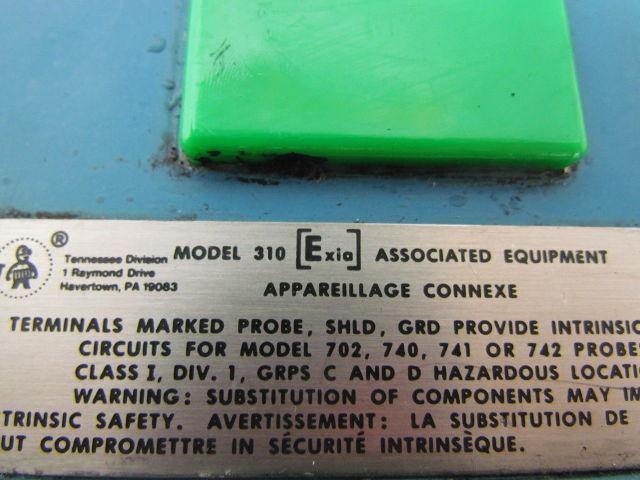 ®
Tennessee Division
1 Raymond Drive
Havertown, PA 19083
MODEL 310 [Exia] ASSOCIATED EQUIPMENT
APPAREILLAGE CONNEXE
TERMINALS MARKED PROBE, SHLD, GRD PROVIDE INTRINSIC
CIRCUITS FOR MODEL 702, 740, 741 OR 742 PROBE
CLASS I, DIV. 1, GRPS C AND D HAZARDOUS LOCATI
WARNING: SUBSTITUTION OF COMPONENTS MAY IM
TRINSIC SAFETY. AVERTISSEMENT: LA SUBSTITUTION DE
UT COMPROMETTRE IN SÉCURITÉ INTRINSÈQUE.